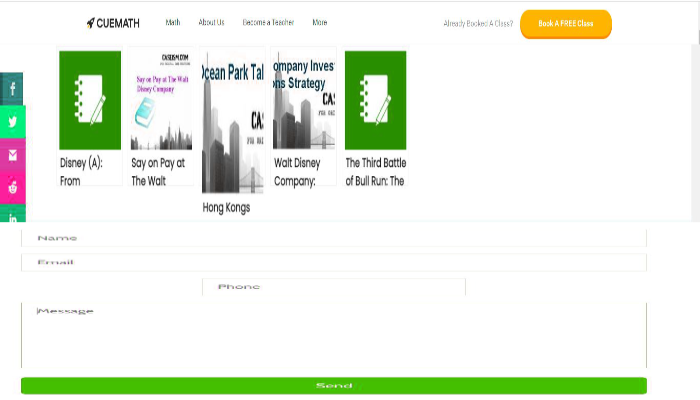 CUEMATH
Math
About Us
Become a Teacher
More
Already Booked A Class?
Book A FREE Class
CASEISM.COM
Say on Pay at The Walt
Disney Company
Ocean Park Tal
CA
ompany Inves
ns Strategy
CA
Disney (A):
From
Say on Pay at
The Walt
Hong Kongs
Walt Disney
Company:
The Third Battle
of Bull Run: The
Name
Email
Phone
Message
Send